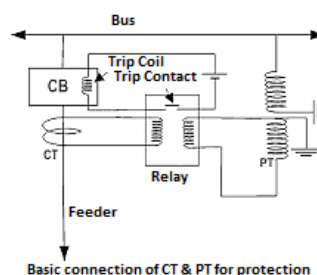 Bus
Trip Coil
Trip Contact
CB
CT
Relay
PT
Feeder
Basic connection of CT & PT for protection